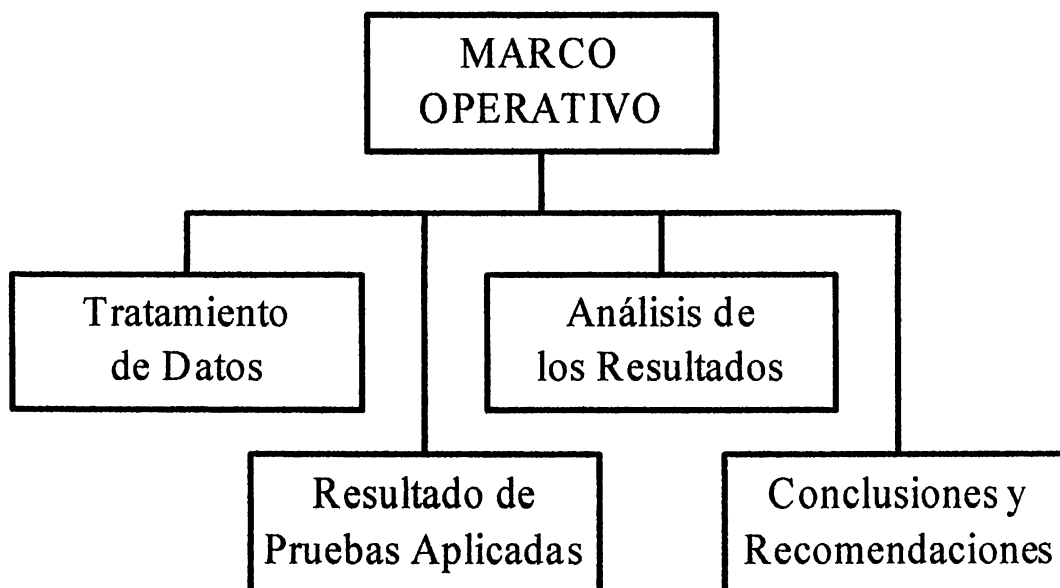 MARCO
OPERATIVO
Tratamiento
de Datos
Análisis de
los Resultados
Resultado de
Pruebas Aplicadas
Conclusiones y
Recomendaciones